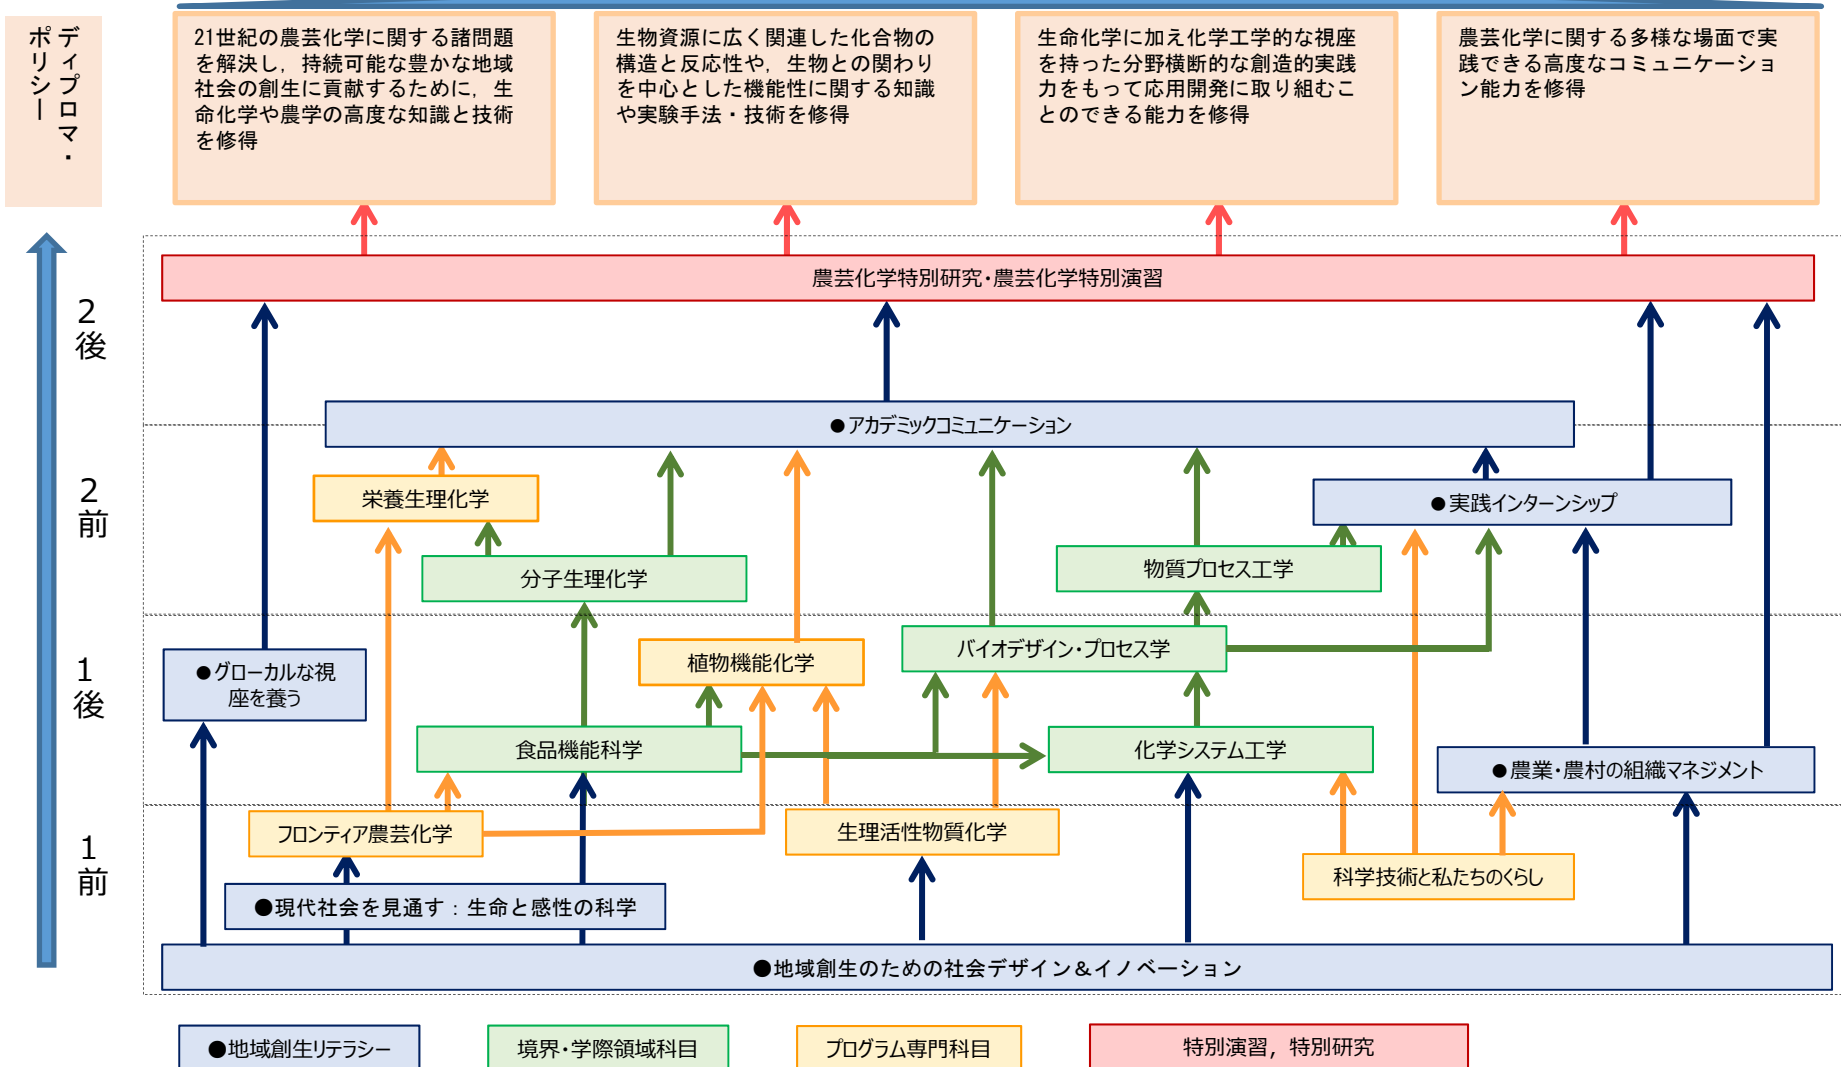 ディプロマ・
ポリシー
21世紀の農芸化学に関する諸問題
を解決し，持続可能な豊かな地域
社会の創生に貢献するために，生
命化学や農学の高度な知識と技術
を修得
生物資源に広く関連した化合物の
構造と反応性や，生物との関わり
を中心とした機能性に関する知識
や実験手法・技術を修得
生命化学に加え化学工学的な視座
を持った分野横断的な創造的実践
力をもって応用開発に取り組むこ
とのできる能力を修得
農芸化学に関する多様な場面で実
践できる高度なコミュニケーショ
ン能力を修得
農芸化学特別研究・農芸化学特別演習
2
後
●アカデミックコミュニケーション
2
前
栄養生理化学
●実践インターンシップ
分子生理化学
物質プロセス工学
1
後
●グローカルな視
座を養う
植物機能化学
バイオデザイン・プロセス学
食品機能科学
化学システム工学
●農業・農村の組織マネジメント
1
前
フロンティア農芸化学
生理活性物質化学
科学技術と私たちのくらし
●現代社会を見通す：生命と感性の科学
●地域創生のための社会デザイン＆イノベーション
●地域創生リテラシー
境界・学際領域科目
プログラム専門科目
特別演習，特別研究